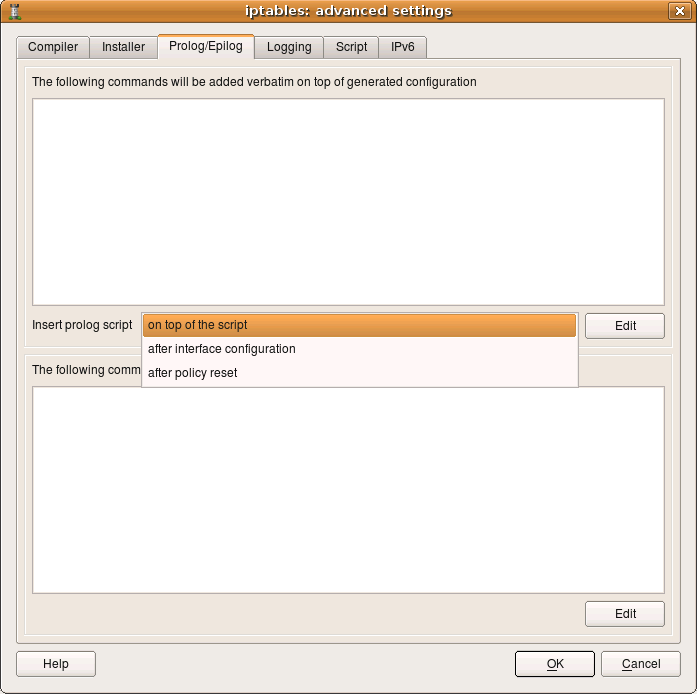 iptables: advanced settings
Compiler Installer Prolog/Epilog Logging Script IPv6
The following commands will be added verbatim on top of generated configuration
Insert prolog script on top of the script Edit
after interface configuration
The following comm
after policy reset
Edit
Help OK Cancel